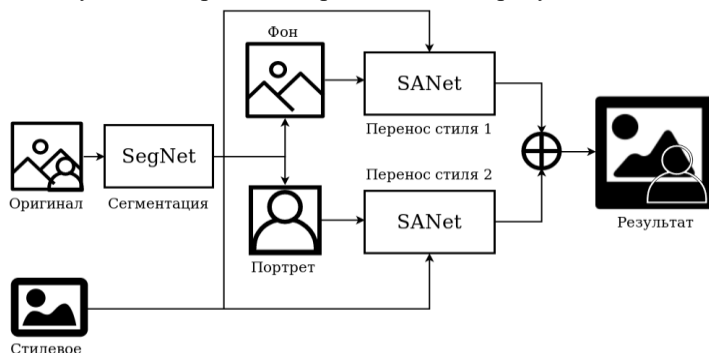 Фон
SANet
Перенос стиля 1
SegNet
Оригинал
Сегментация
Перенос стиля 2
SANet
Портрет
Результат
Стилевое